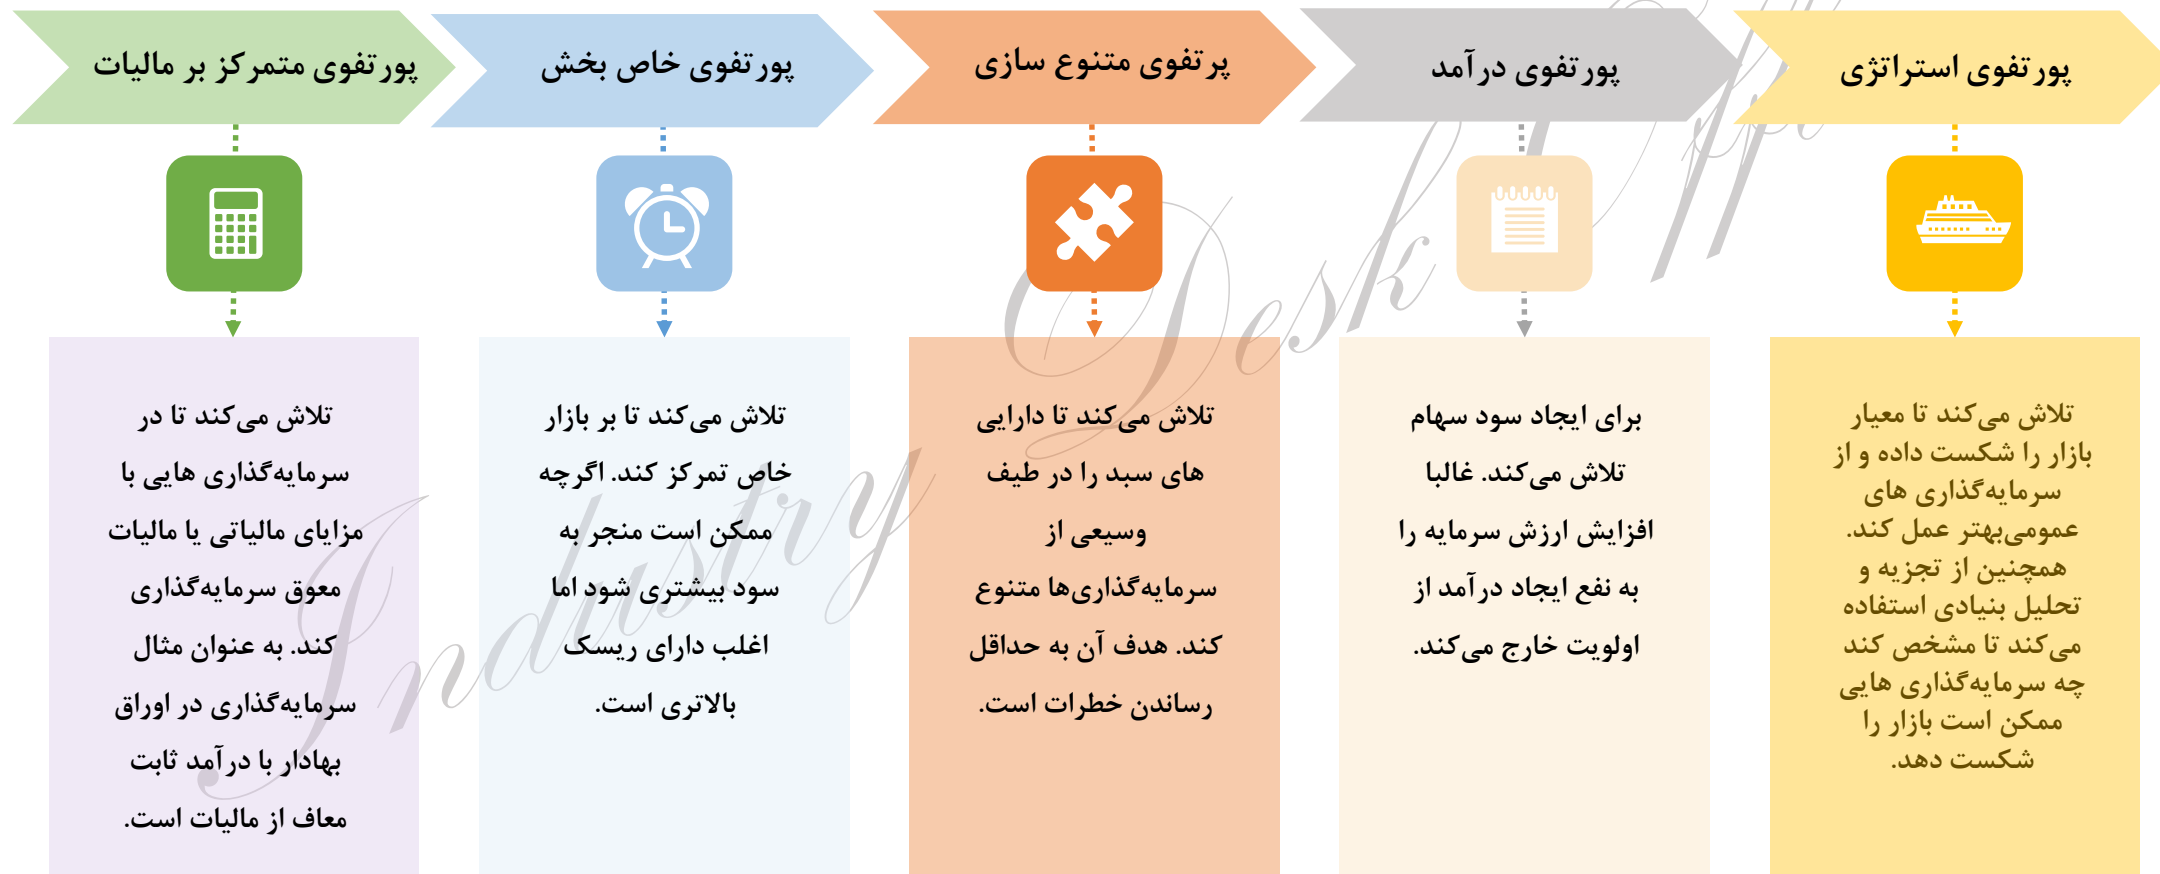 پورتفوی استراتژی
پورتفوی درآمد
پرتفوی متنوع سازی
پورتفوی خاص بخش
پورتفوی متمرکز بر مالیات
تلاش می‌کند تا معیار
بازار را شکست داده و از
سرمایه‌گذاری های
عمومی‌بهتر عمل کند.
همچنین از تجزیه و
تحلیل بنیادی استفاده
می‌کند تا مشخص کند
چه سرمایه‌گذاری هایی
ممکن است بازار را
شکست دهد.
برای ایجاد سود سهام
تلاش می‌کند. غالبا
افزایش ارزش سرمایه را
به نفع ایجاد درآمد از
اولویت خارج می‌کند.
تلاش می‌کند تا دارایی
های سبد را در طیف
وسیعی از
سرمایه‌گذاری‌ها متنوع
کند. هدف آن به حداقل
رساندن خطرات است.
تلاش می‌کند تا بر بازار
خاص تمرکز کند. اگرچه
ممکن است منجر به
سود بیشتری شود اما
اغلب دارای ریسک
بالاتری است.
تلاش می‌کند تا در
سرمایه‌گذاری هایی با
مزایای مالیاتی یا مالیات
معوق سرمایه‌گذاری
کند. به عنوان مثال
سرمایه‌گذاری در اوراق
بهادار با درآمد ثابت
معاف از مالیات است.
Industry Desk